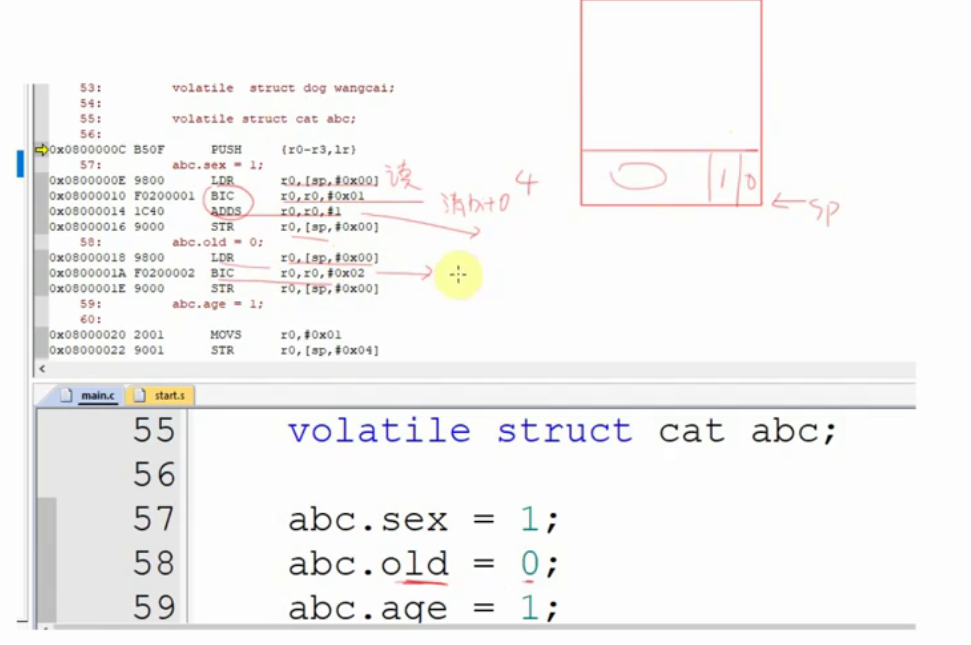 53: volatile struct dog wangcai;
54:
55: volatile struct cat abc;
56:
0x0800000C B50F PUSH {r0-r3,lr}
57: abc.sex = 1;
0x0800000E 9800 LDR r0,[sp,#0x00] 读
0x08000010 F0200001 BIC r0,r0,#0x01 清bit0 4
0x08000014 1C40 ADDS r0,r0,#1
0x08000016 9000 STR r0,[sp,#0x00]
58: abc.old = 0;
0x08000018 9800 LDR r0,[sp,#0x00]
0x0800001A F0200002 BIC r0,r0,#0x02
0x0800001E 9000 STR r0,[sp,#0x00]
59: abc.age = 1;
60:
0x08000020 2001 MOVS r0,#0x01
0x08000022 9001 STR r0,[sp,#0x04]
0 1 0
sp
main.c start.s
55 volatile struct cat abc;
56
57 abc.sex = 1;
58 abc.old = 0;
59 abc.age = 1;